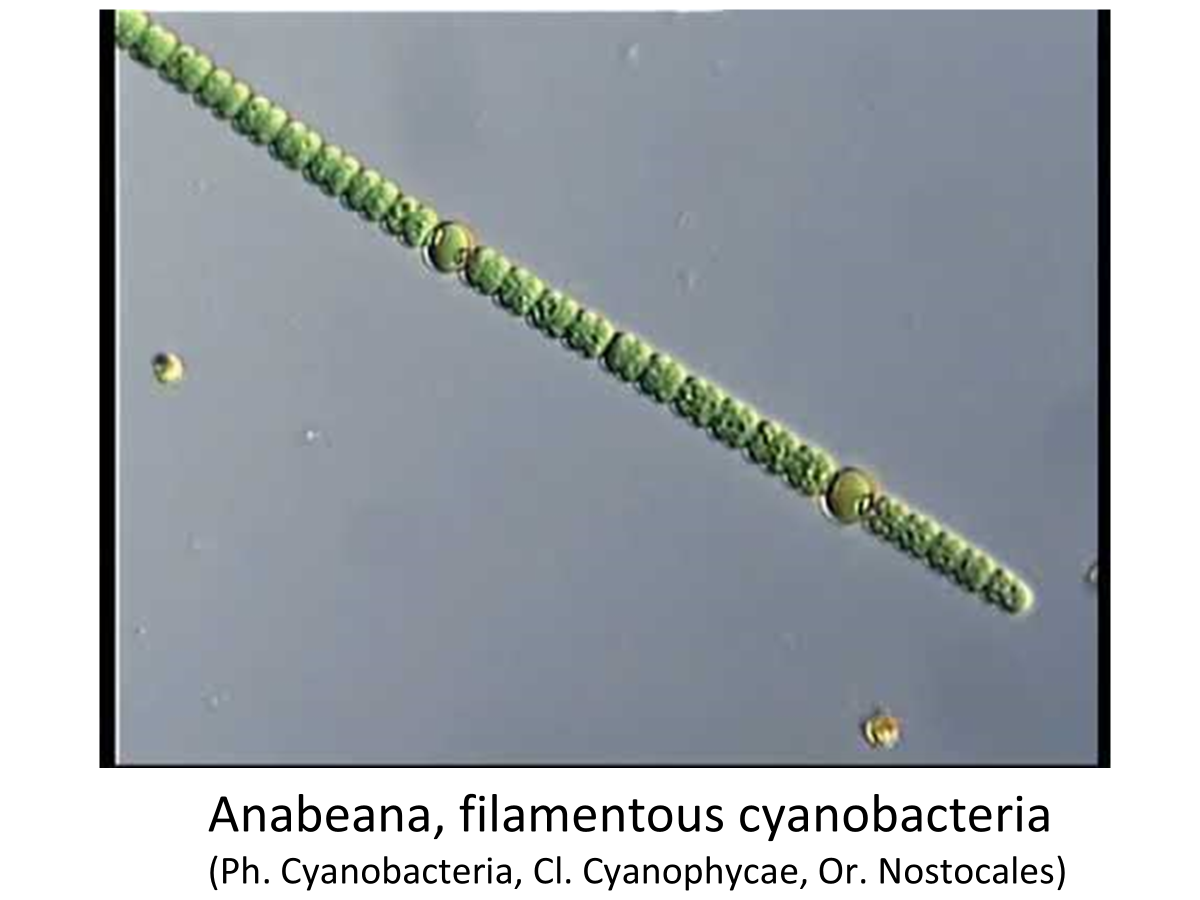 Anabeana, filamentous cyanobacteria
(Ph. Cyanobacteria, Cl. Cyanophycae, Or. Nostocales)